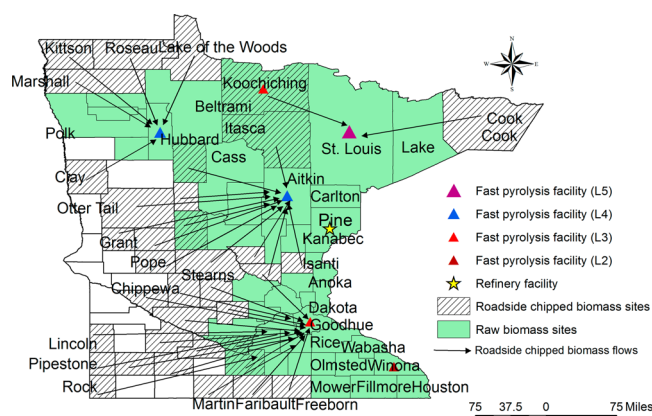 Kittson Roseau Lake of the Woods
Marshall
Koochiching
Beltrami
Polk
Hubbard
Itasca
Cook
Cook
St. Louis
Lake
Cass
Clay
Aitkin
Carlton
Otter Tail
Pine
Grant
Kanabec
Pope
Isanti
Stearns
Anoka
Chippewa
Dakota
Goodhue
Lincoln
Rice
Wabasha
Pipestone
Olmsted Winona
Rock
Mower Fillmore Houston
Martin Faribault Freeborn
N
W E
S
Fast pyrolysis facility (L5)
Fast pyrolysis facility (L4)
Fast pyrolysis facility (L3)
Fast pyrolysis facility (L2)
Refinery facility
Roadside chipped biomass sites
Raw biomass sites
Roadside chipped biomass flows
75 37.5 0 75 Miles